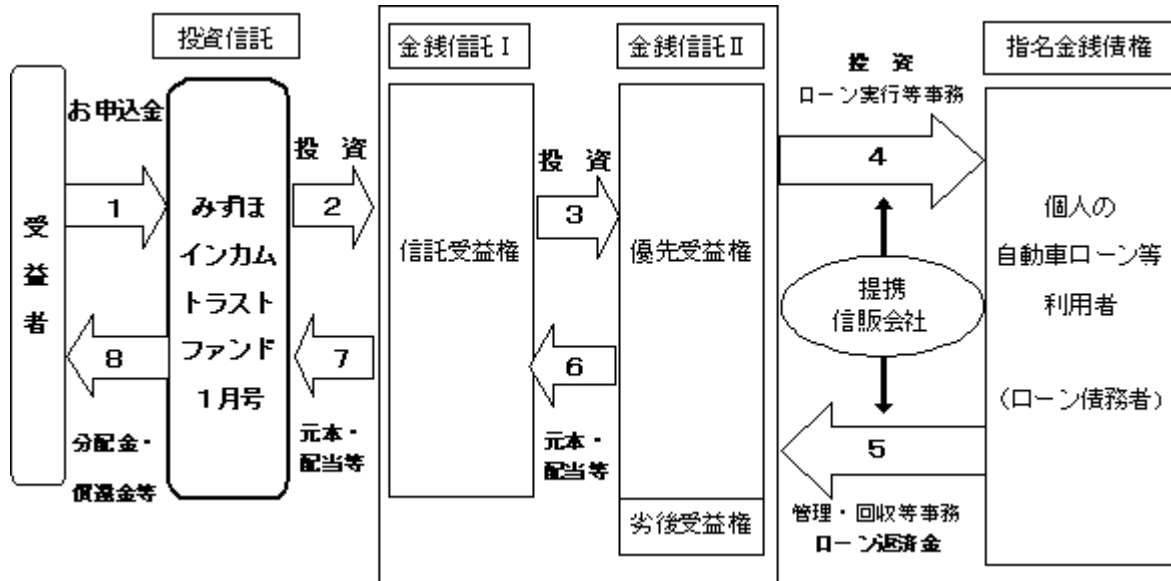 投資信託
金銭信託Ⅰ
金銭信託Ⅱ
指名金銭債権
お申込金
投 資
投 資
投 資
ローン実行等事務
1
2
3
4
受益者
みずほ
インカム
トラスト
ファンド
1月号
信託受益権
優先受益権
提携
信販会社
個人の
自動車ローン等
利用者
(ローン債務者)
8
7
6
5
分配金・
償還金等
元本・
配当等
元本・
配当等
劣後受益権
管理・回収等事務
ローン返済金